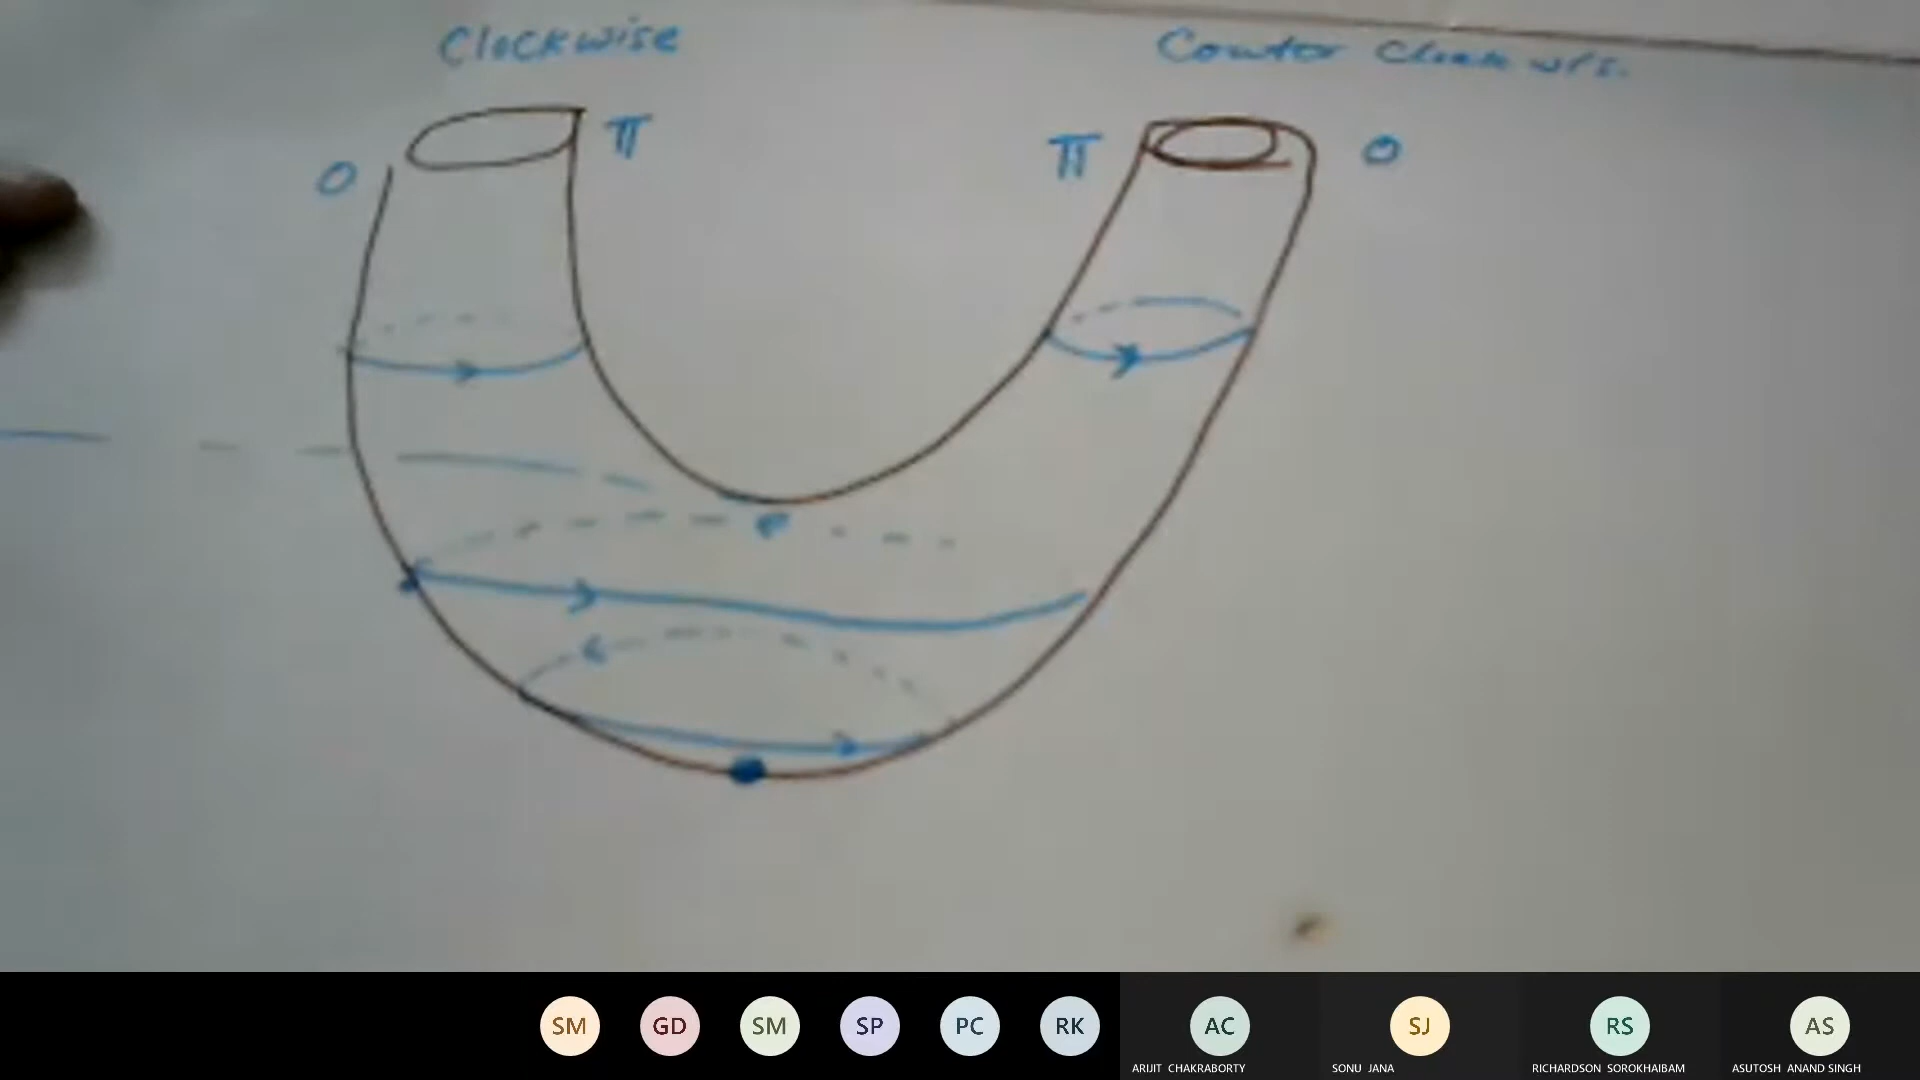 Clockwise
Counter Clockwis.
π
π
0
0
SM
GD
SM
SP
PC
RK
AC
SJ
RS
AS
ARIJIT CHAKRABORTY
SONU JANA
RICHARDSON SOROKHAIBAM
ASUTOSH ANAND SINGH